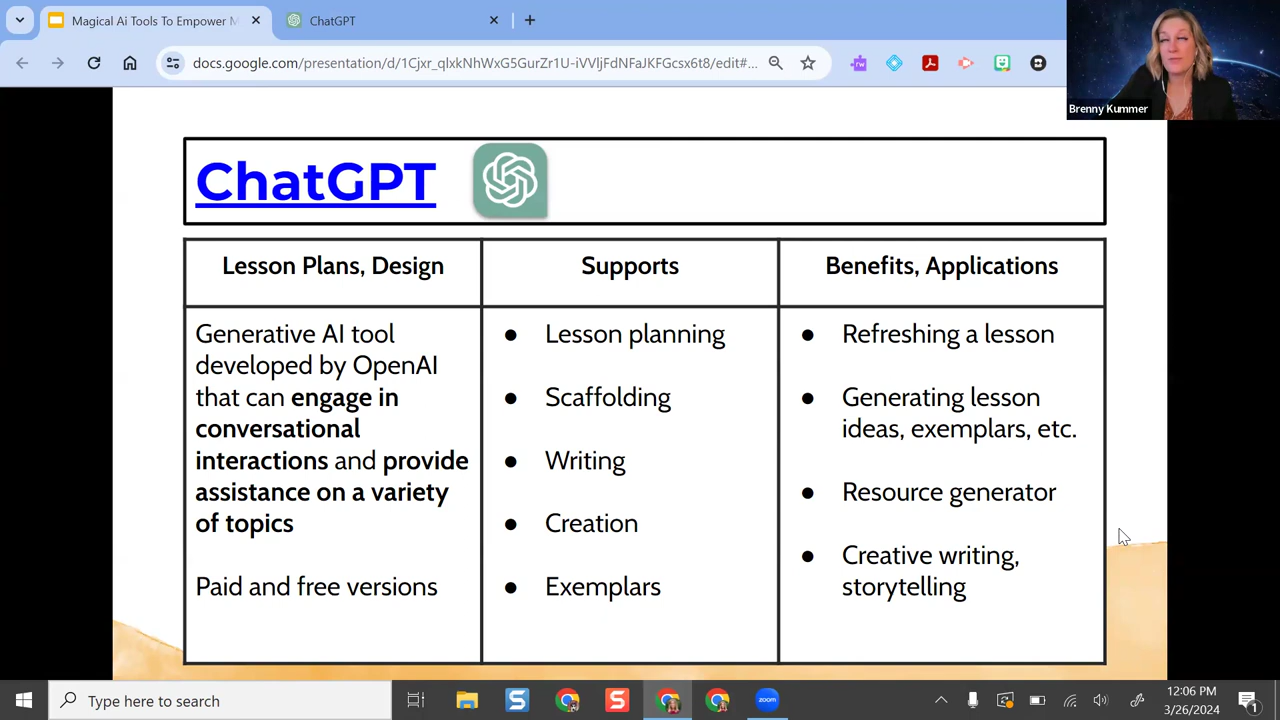 Magical Ai Tools To Empower M
ChatGPT
docs.google.com/presentation/d/1Cjxr_qlxkNhWxG5GurZr1U-iVVljFdNFaJKFGcsx6t8/edit#...
rw
Brenny Kummer
ChatGPT
Lesson Plans, Design
Supports
Benefits, Applications
Generative AI tool
developed by OpenAI
that can engage in
conversational
interactions and provide
assistance on a variety
of topics
Paid and free versions
● Lesson planning
● Scaffolding
● Writing
● Creation
● Exemplars
● Refreshing a lesson
● Generating lesson
ideas, exemplars, etc.
● Resource generator
● Creative writing,
storytelling
Type here to search
S
S
zoom
12:06 PM
3/26/2024
1